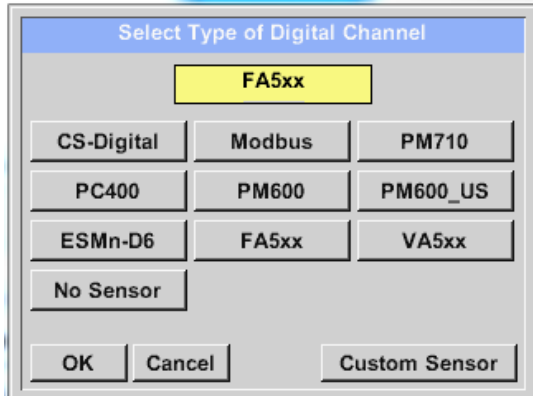 Select Type of Digital Channel
FA5xx
CS-Digital Modbus PM710
PC400 PM600 PM600_US
ESMn-D6 FA5xx VA5xx
No Sensor
OK Cancel Custom Sensor